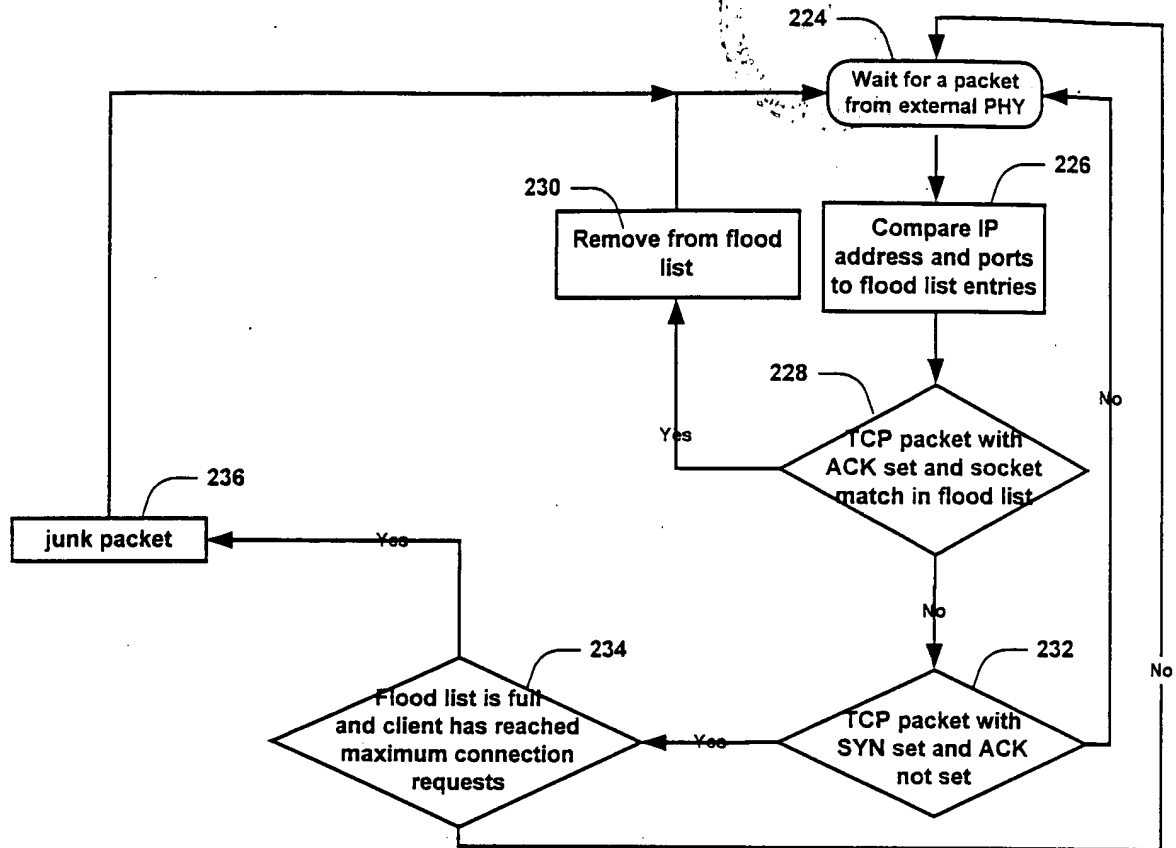 224
Wait for a packet
from external PHY
226
Compare IP
address and ports
to flood list entries
230
Remove from flood
list
228
TCP packet with
ACK set and socket
match in flood list
Yes
No
No
236
junk packet
Yes
234
Flood list is full
and client has reached
maximum connection
requests
Yes
232
TCP packet with
SYN set and ACK
not set
No